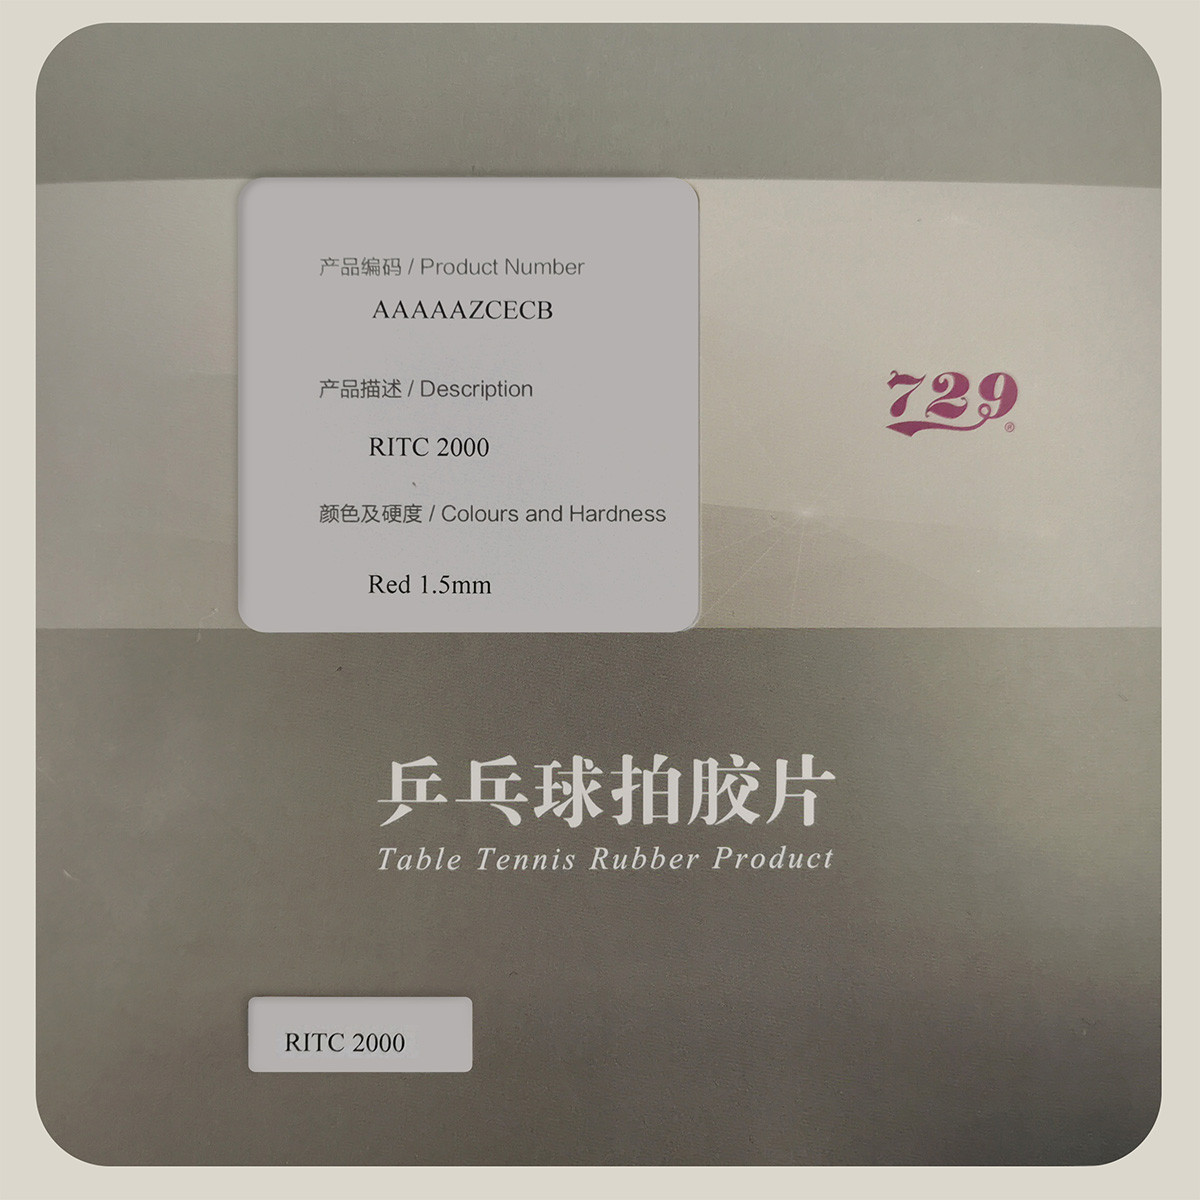 产品编码 / Product Number
AAAAAZCECB
产品描述 / Description
RITC 2000
颜色及硬度 / Colours and Hardness
Red 1.5mm
729®
乒乓球拍胶片
Table Tennis Rubber Product
RITC 2000